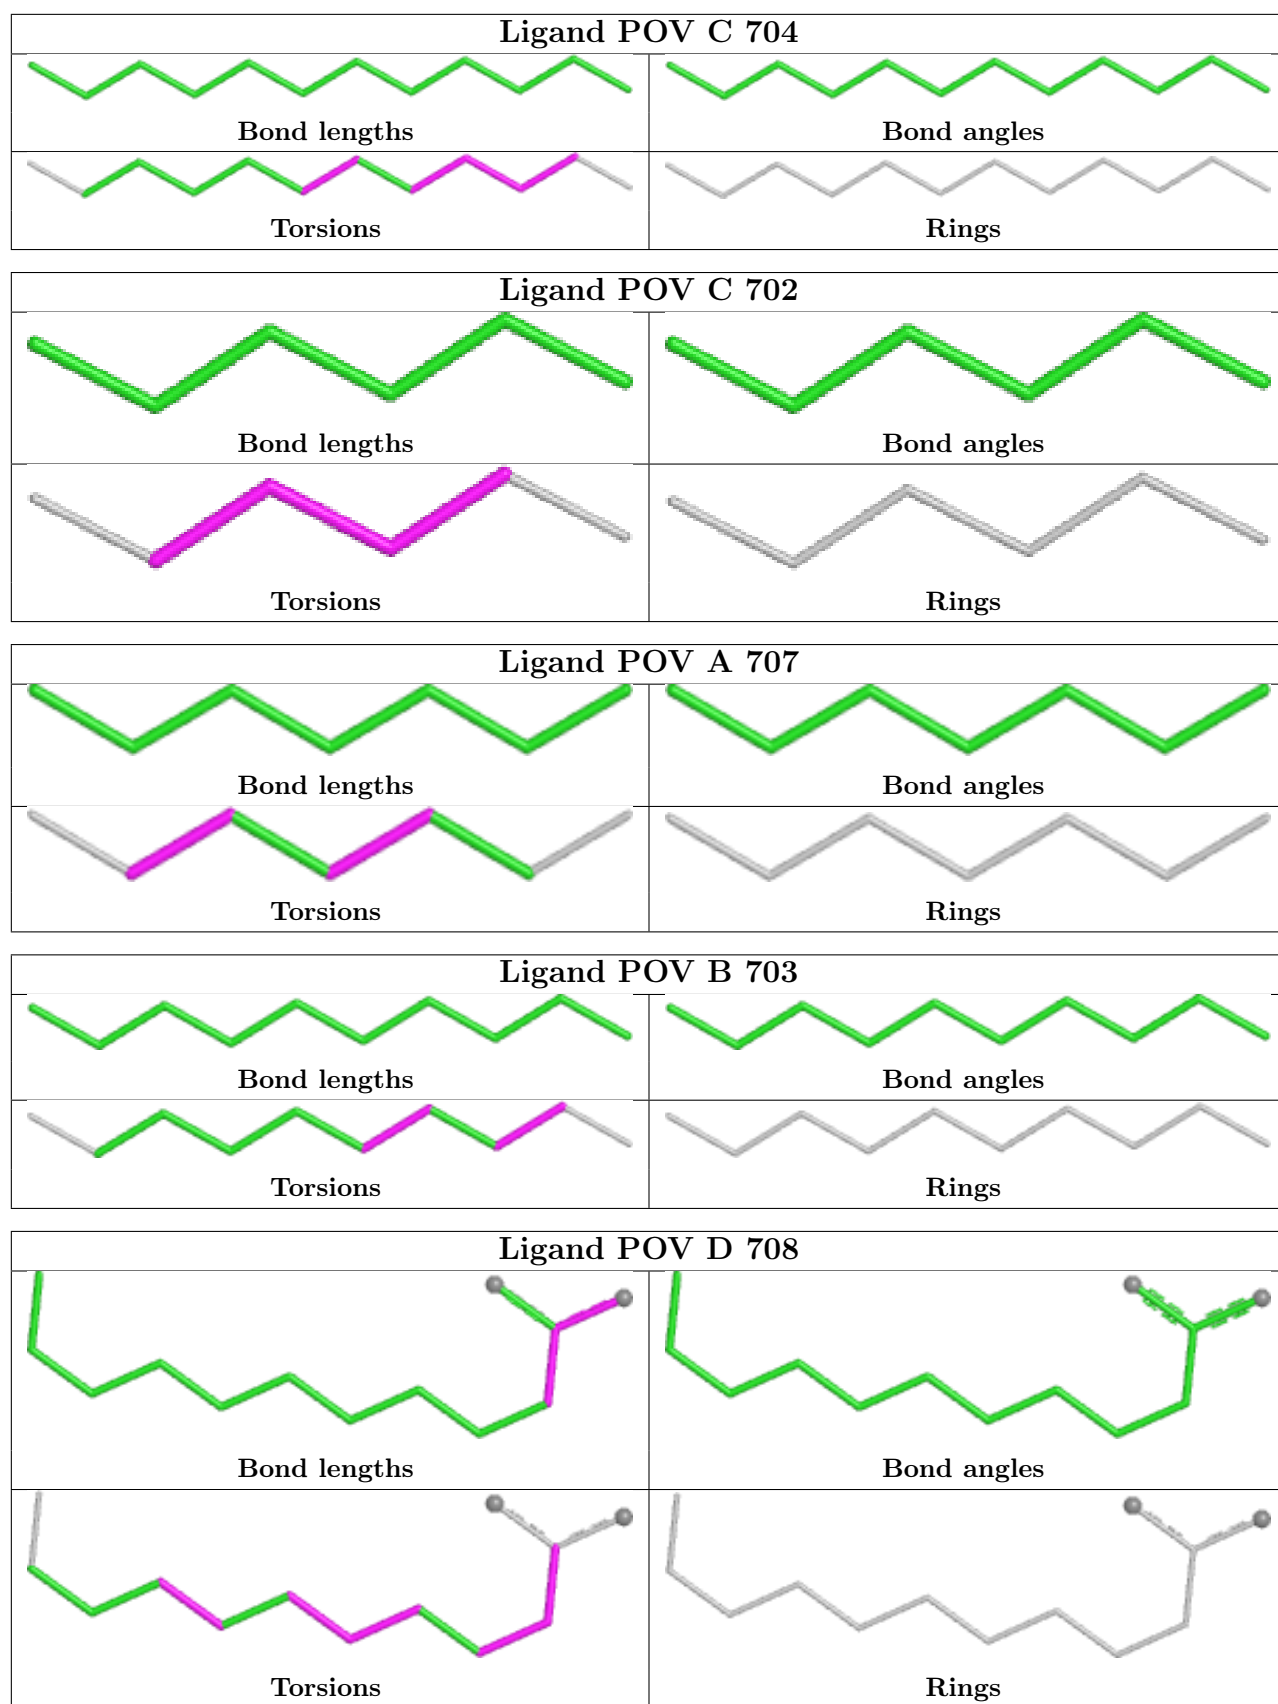 Ligand POV C 704
Bond lengths
Bond angles
Torsions
Rings
Ligand POV C 702
Bond lengths
Bond angles
Torsions
Rings
Ligand POV A 707
Bond lengths
Bond angles
Torsions
Rings
Ligand POV B 703
Bond lengths
Bond angles
Torsions
Rings
Ligand POV D 708
Bond lengths
Bond angles
Torsions
Rings